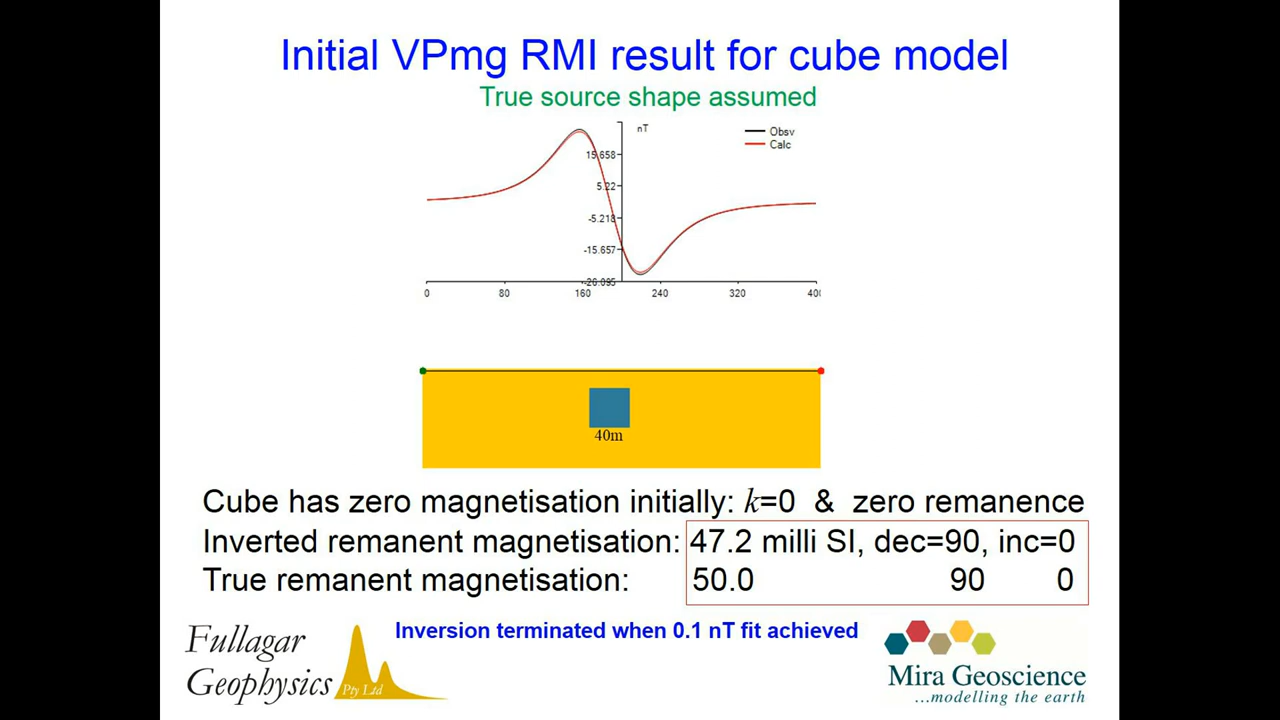 Initial VPmg RMI result for cube model
True source shape assumed
nT
Obsv
Calc
15.658
5.22
-5.218
-15.657
-26.095
0 80 160 240 320 400
40m
Cube has zero magnetisation initially: k=0 & zero remanence
Inverted remanent magnetisation: 47.2 milli SI, dec=90, inc=0
True remanent magnetisation: 50.0 90 0
Inversion terminated when 0.1 nT fit achieved
Fullagar
Geophysics
Pty Ltd
Mira Geoscience
...modelling the earth